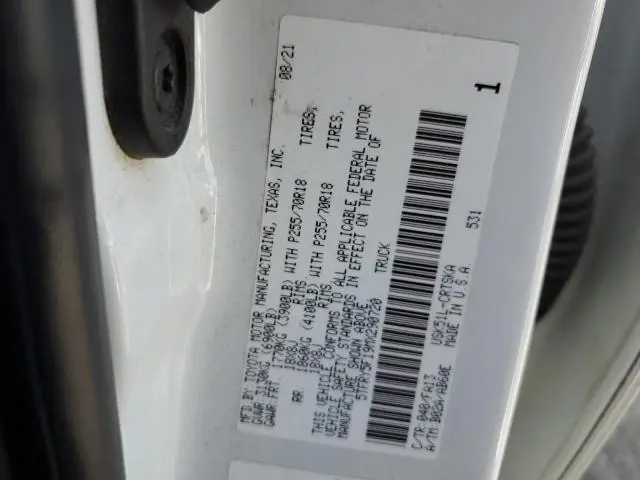 MFD BY: TOYOTA MOTOR MANUFACTURING, TEXAS, INC. 08/21
GVWR 3130KG (6900LB)
GAWR FRT 1770KG (3900LB) WITH P255/70R18 TIRES,
18X8J RIMS
RR 1860KG (4100LB) WITH P255/70R18 TIRES,
18X8J RIMS
THIS VEHICLE CONFORMS TO ALL APPLICABLE FEDERAL MOTOR
VEHICLE SAFETY STANDARDS IN EFFECT ON THE DATE OF
MANUFACTURE SHOWN ABOVE.
TRUCK
C/TR: 040/FA13 USK51L-CRTSKA 531
A/TM: MADE IN U.S.A.
1